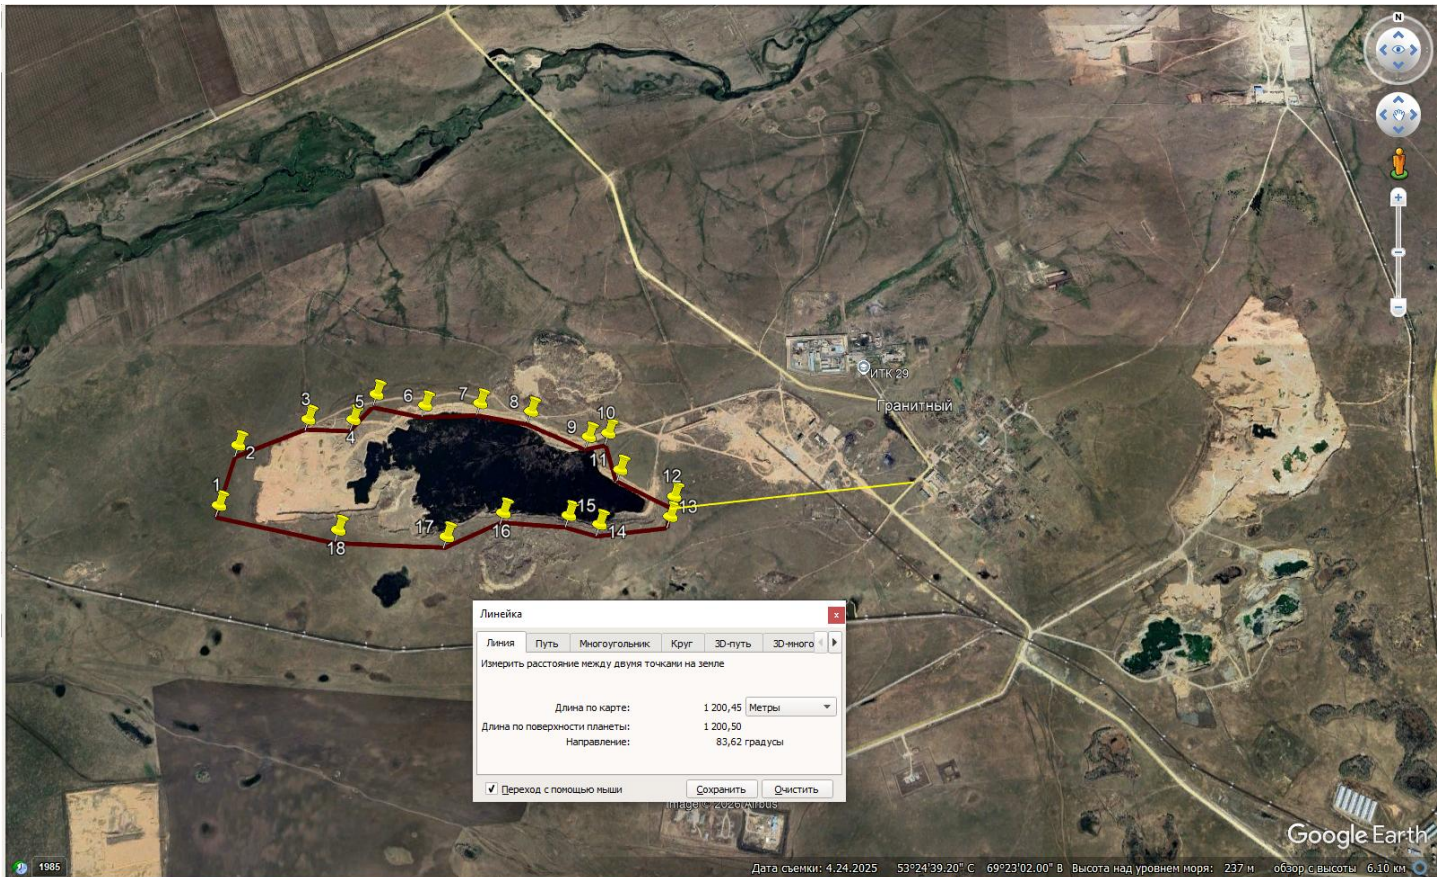 N
ИТК 29
Гранитный
3
5
6
7
8
10
9
4
2
11
1
12
15
13
16
14
17
18
Линейка
x
Линия
Путь
Многоугольник
Круг
3D-путь
3D-много
Измерить расстояние между двумя точками на земле
Длина по карте:
1 200,45
Метры
Длина по поверхности планеты:
1 200,50
Направление:
83,62 градусы
Переход с помощью мыши
Сохранить
Очистить
Image © 2026 Airbus
Google Earth
1985
Дата съемки: 4.24.2025 53°24'39.20" С 69°23'02.00" В Высота над уровнем моря: 237 м обзор с высоты 6.10 км